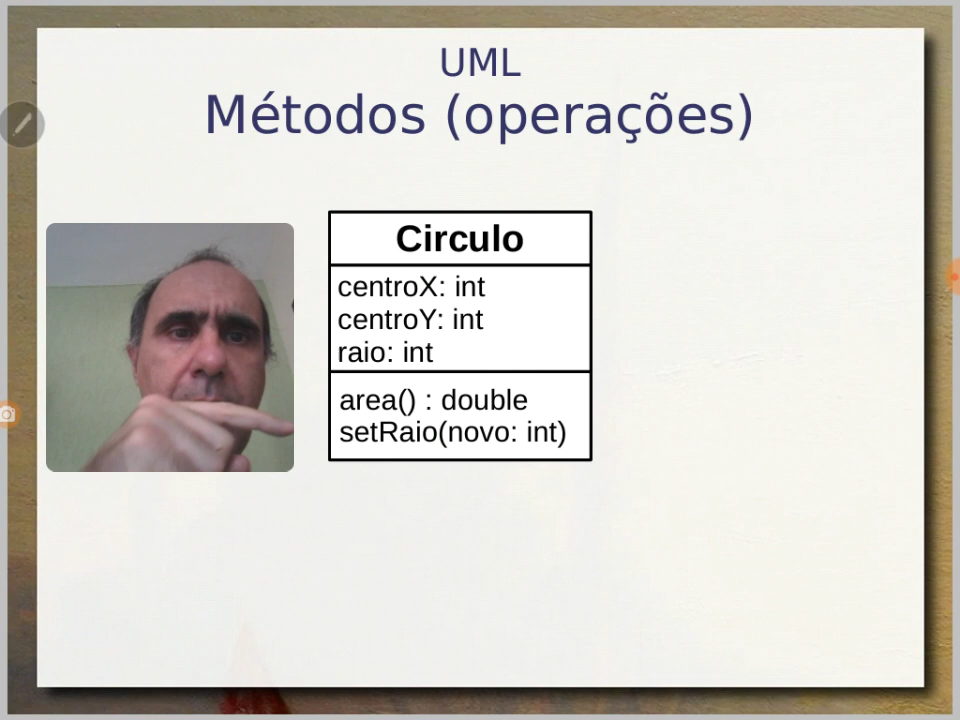 UML
Métodos (operações)
Circulo
centroX: int
centroY: int
raio: int
area() : double
setRaio(novo: int)